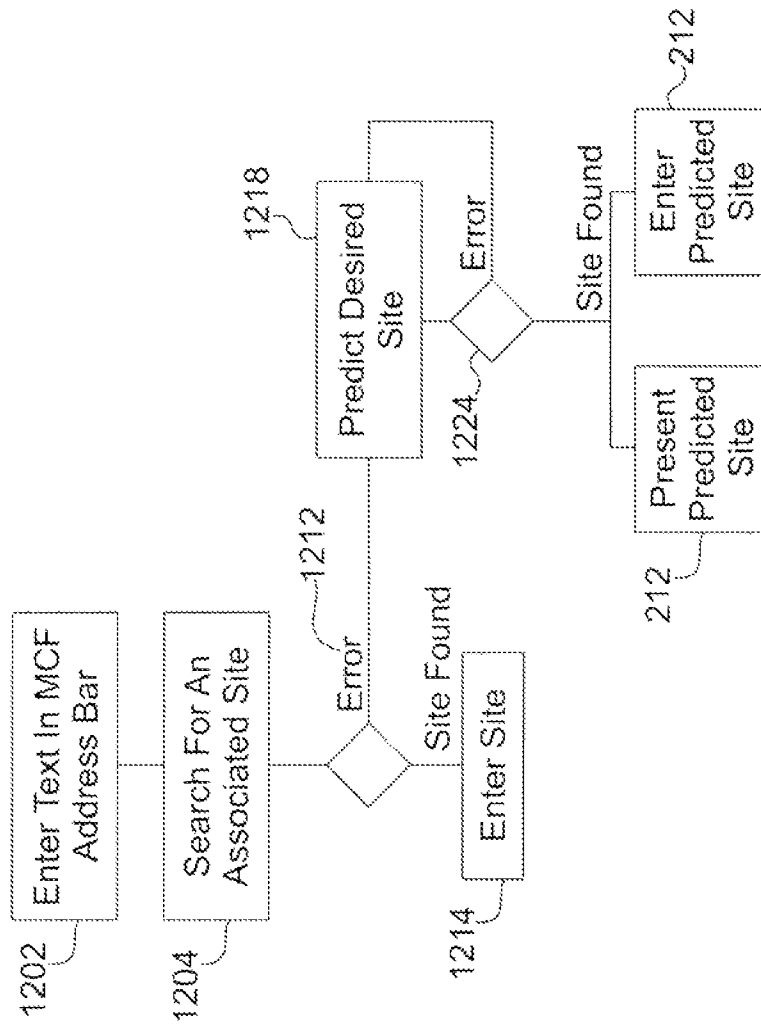 1202
Enter Text In MCF
Address Bar
1204
Search For An
Associated Site
Error
1212
Site Found
1214
Enter Site
1218
Predict Desired
Site
1224
Error
Site Found
212
Present
Predicted
Site
212
Enter
Predicted
Site